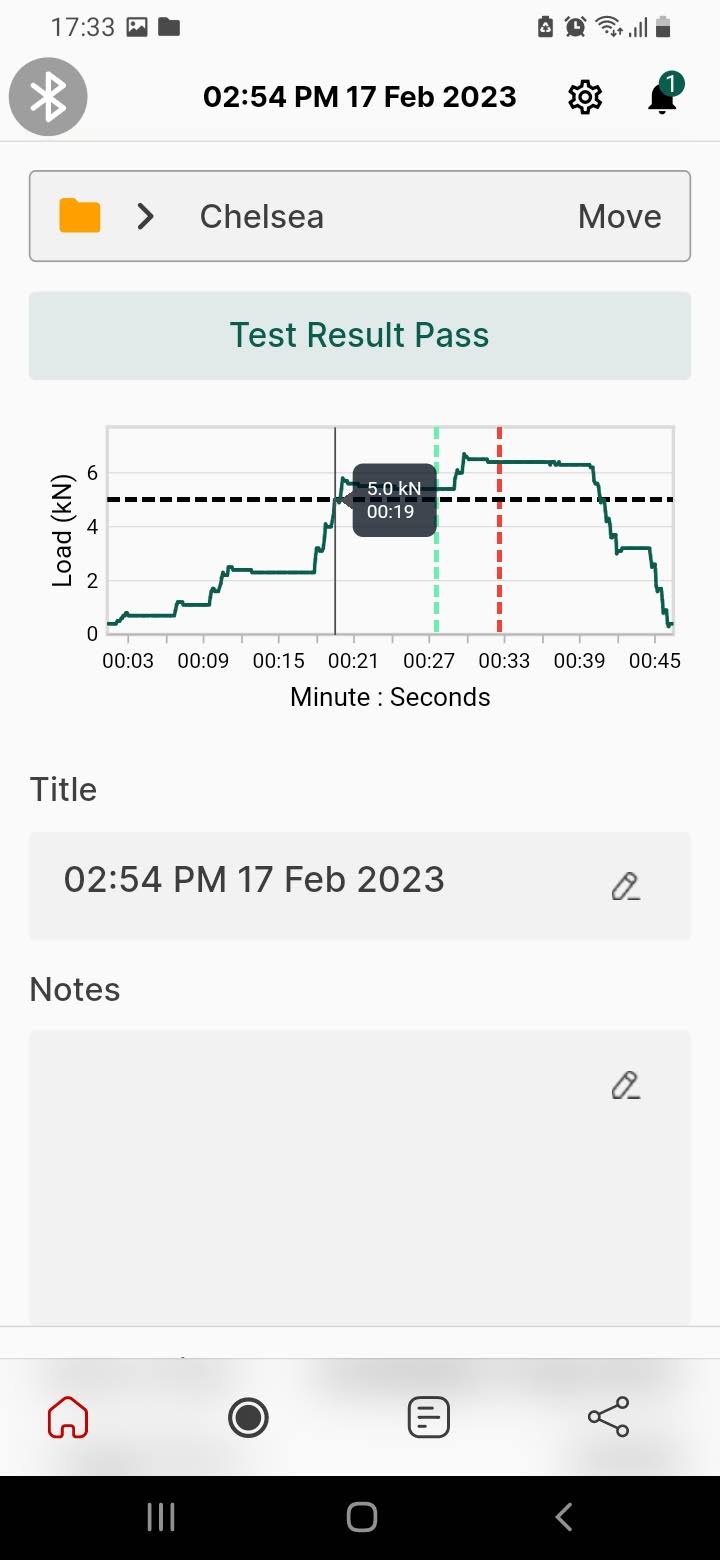 17:33
02:54 PM 17 Feb 2023
1
Chelsea
Move
Test Result Pass
Load (kN)
6
4
2
0
5.0 kN
00:19
00:03 00:09 00:15 00:21 00:27 00:33 00:39 00:45
Minute : Seconds
Title
02:54 PM 17 Feb 2023
Notes